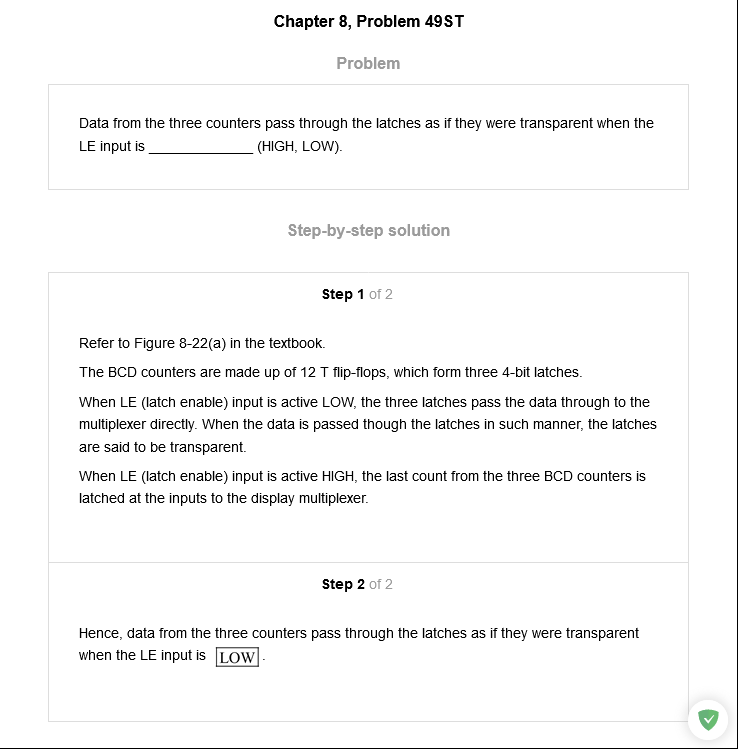 Chapter 8, Problem 49ST
Problem
Data from the three counters pass through the latches as if they were transparent when the
LE input is _____________ (HIGH, LOW).
Step-by-step solution
Step 1 of 2
Refer to Figure 8-22(a) in the textbook.
The BCD counters are made up of 12 T flip-flops, which form three 4-bit latches.
When LE (latch enable) input is active LOW, the three latches pass the data through to the
multiplexer directly. When the data is passed though the latches in such manner, the latches
are said to be transparent.
When LE (latch enable) input is active HIGH, the last count from the three BCD counters is
latched at the inputs to the display multiplexer.
Step 2 of 2
Hence, data from the three counters pass through the latches as if they were transparent
when the LE input is LOW.